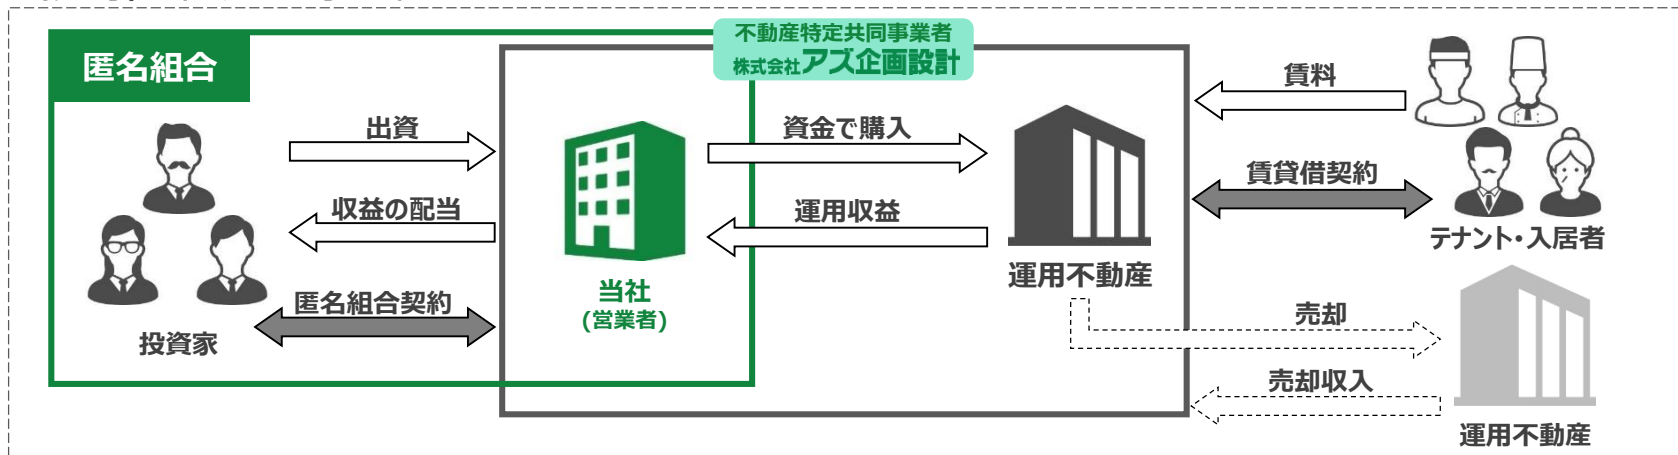 匿名組合
不動産特定共同事業者
株式会社アズ企画設計
出資
収益の配当
匿名組合契約
投資家
当社
(営業者)
資金で購入
運用収益
運用不動産
賃料
賃貸借契約
テナント・入居者
売却
売却収入
運用不動産